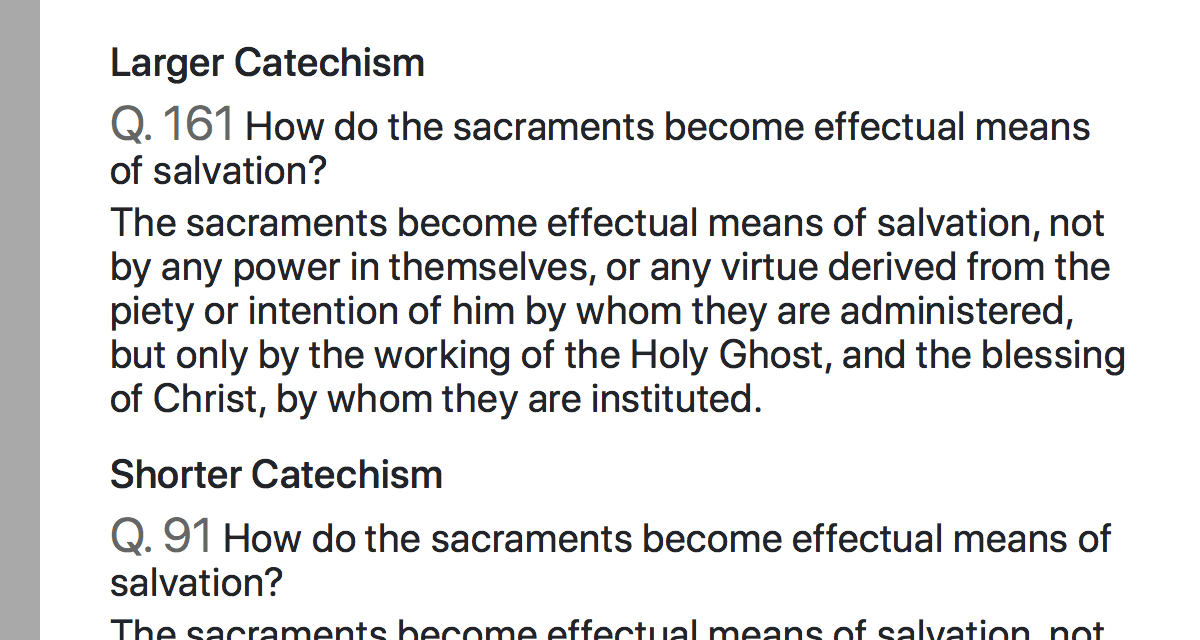 Larger Catechism
Q. 161 How do the sacraments become effectual means
of salvation?
The sacraments become effectual means of salvation, not
by any power in themselves, or any virtue derived from the
piety or intention of him by whom they are administered,
but only by the working of the Holy Ghost, and the blessing
of Christ, by whom they are instituted.
Shorter Catechism
Q. 91 How do the sacraments become effectual means of
salvation?
The sacraments become effectual means of salvation, not